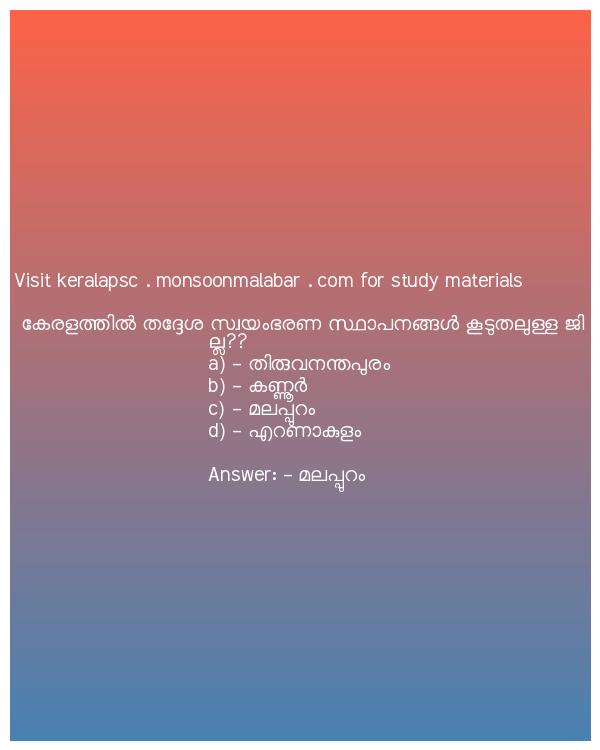 Visit keralapsc . monsoonmalabar . com for study materials
കേരളത്തിൽ തദ്ദേശ സ്വയംഭരണ സ്ഥാപനങ്ങൾ കൂടുതലുള്ള ജി
ല്ല??
a) - തിരുവനന്തപുരം
b) - കണ്ണൂർ
c) - മലപ്പുറം
d) - എറണാകുളം
Answer: - മലപ്പുറം